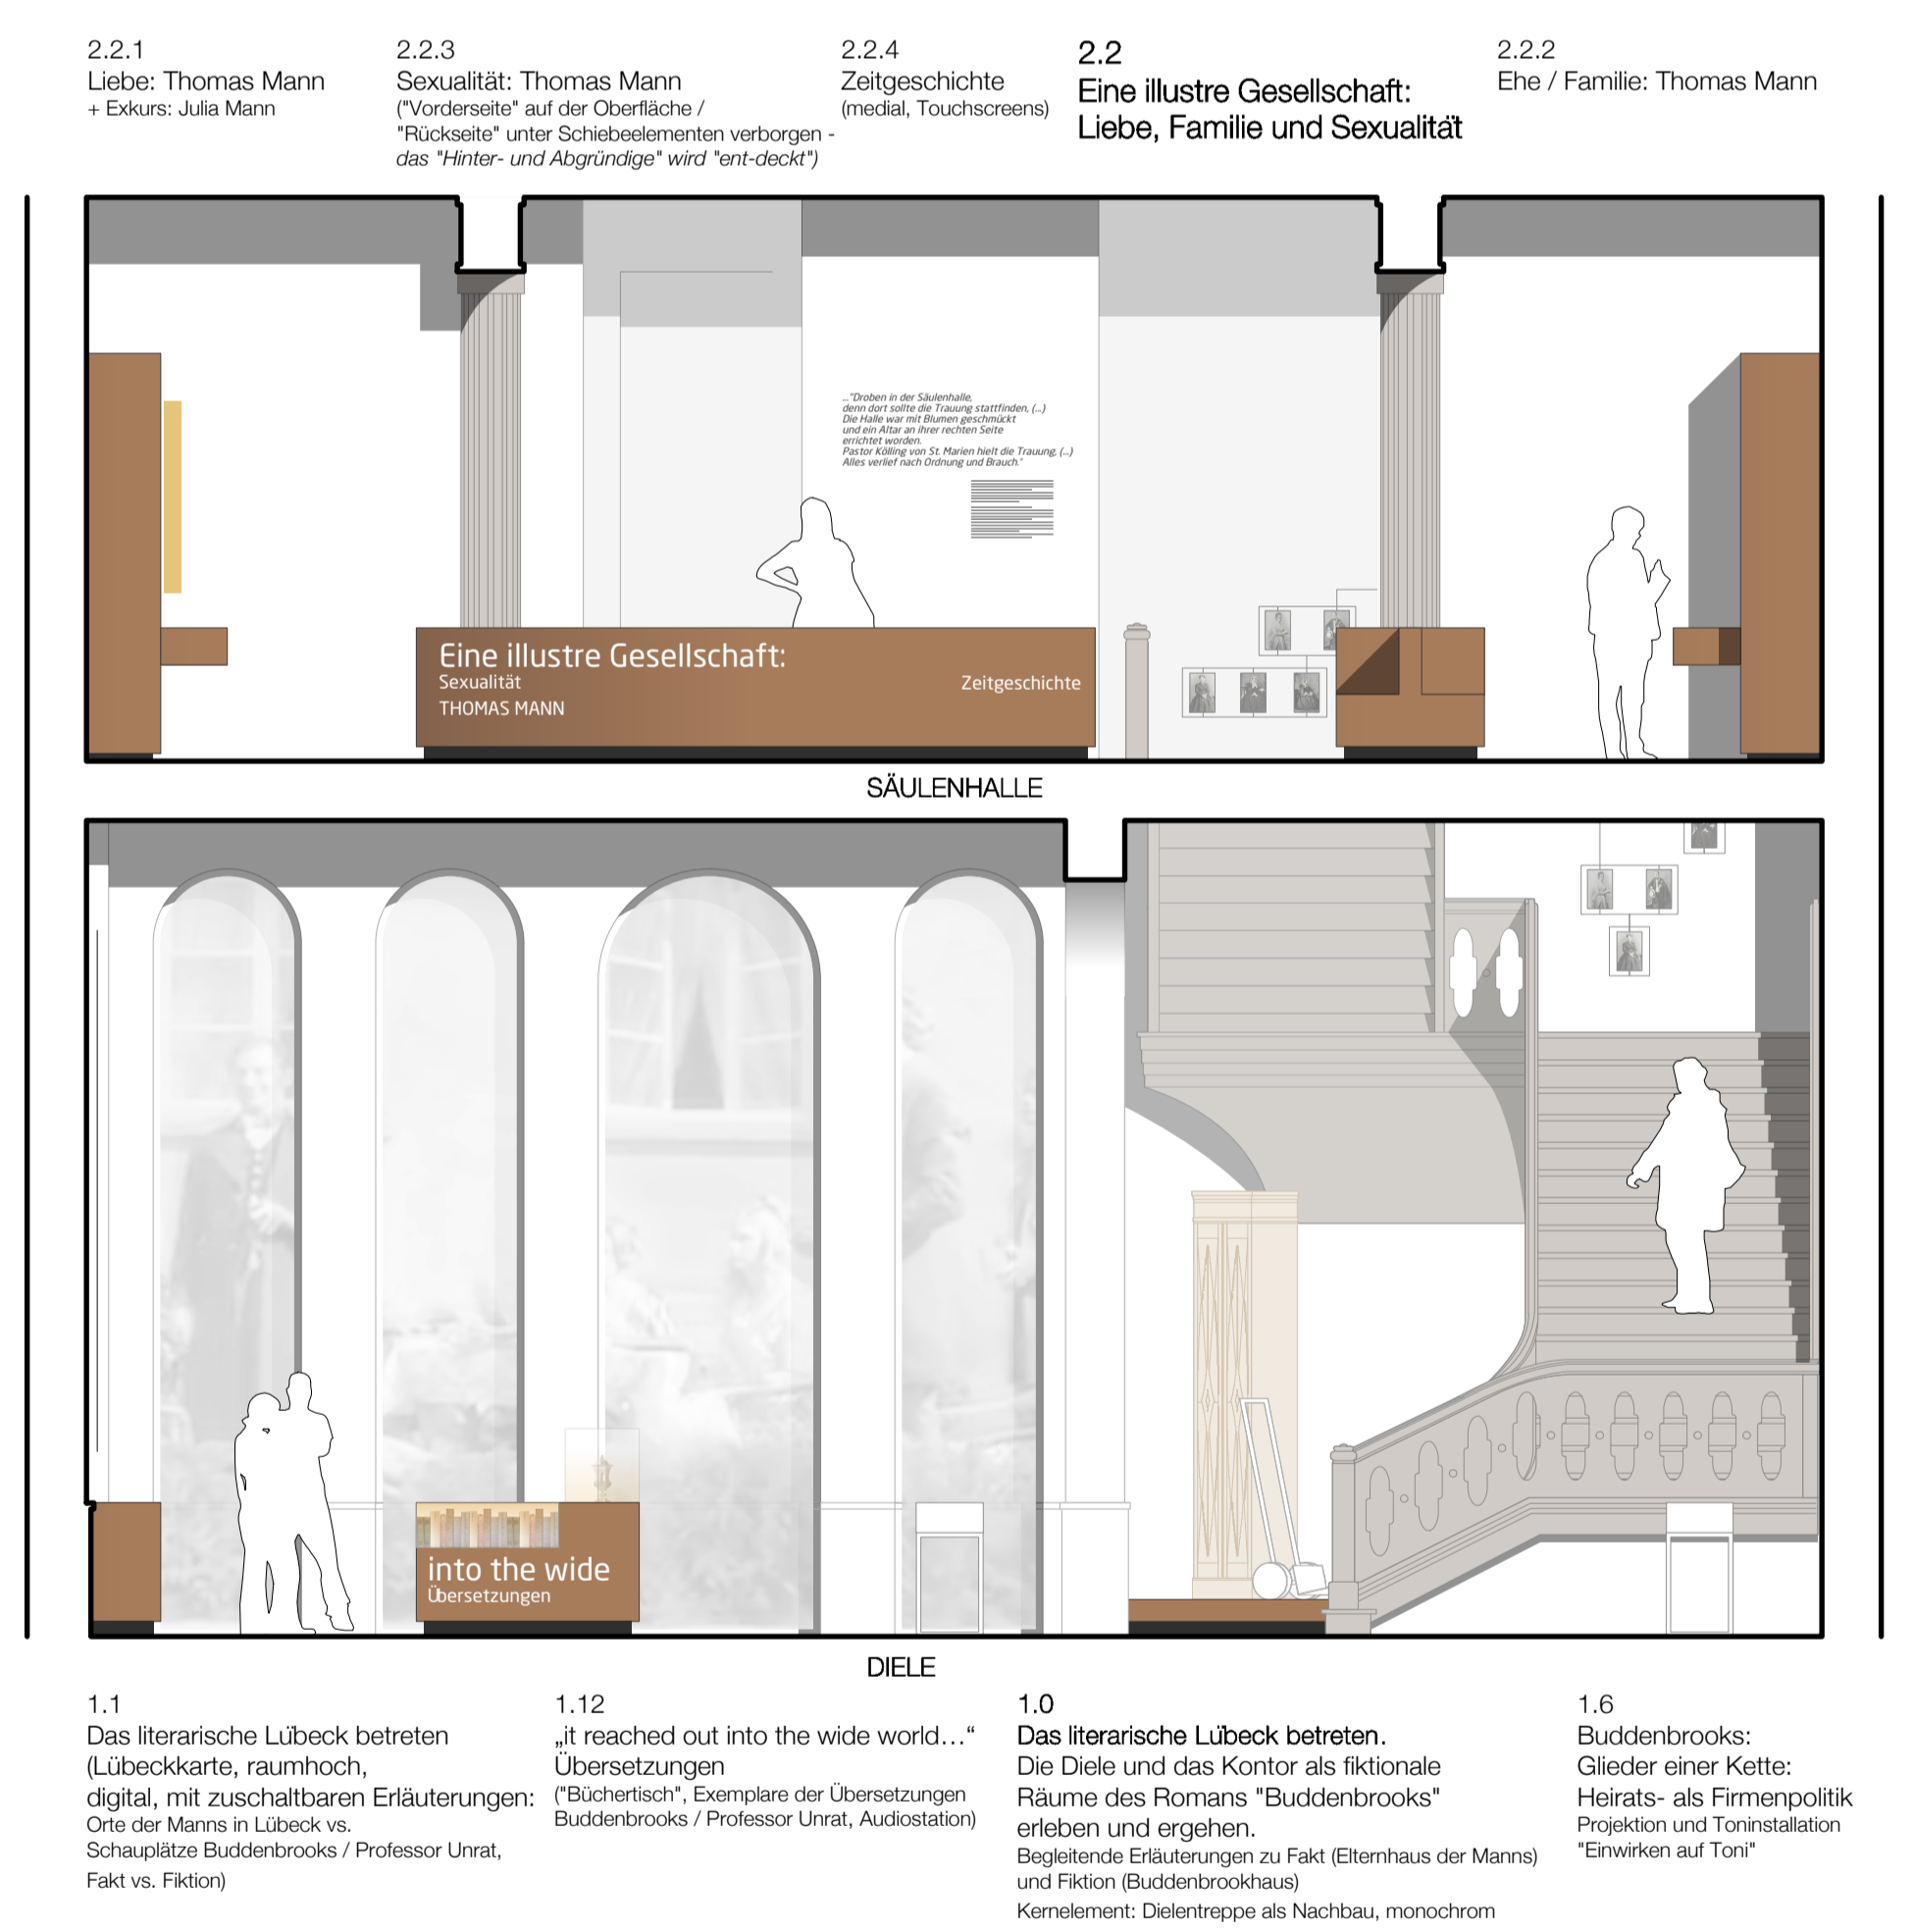 2.2.1
Liebe: Thomas Mann
+ Exkurs: Julia Mann
2.2.3
Sexualität: Thomas Mann
("Vorderseite" auf der Oberfläche /
"Rückseite" unter Schiebeelementen verborgen -
das "Hinter- und Abgründige" wird "ent-deckt")
2.2.4
Zeitgeschichte
(medial, Touchscreens)
2.2
Eine illustre Gesellschaft:
Liebe, Familie und Sexualität
2.2.2
Ehe / Familie: Thomas Mann
..."Droben in der Säulenhalle,
denn dort sollte die Trauung stattfinden, (...)
Die Halle war mit Blumen geschmückt
und ein Altar an ihrer rechten Seite
errichtet worden.
Pastor Kölling von St. Marien hielt die Trauung, (...)
Alles verlief nach Ordnung und Brauch."
Eine illustre Gesellschaft:
Sexualität
THOMAS MANN
Zeitgeschichte
SÄULENHALLE
into the wide
Übersetzungen
DIELE
1.1
Das literarische Lübeck betreten
(Lübeckkarte, raumhoch,
digital, mit zuschaltbaren Erläuterungen:
Orte der Manns in Lübeck vs.
Schauplätze Buddenbrooks / Professor Unrat,
Fakt vs. Fiktion)
1.12
„it reached out into the wide world…“
Übersetzungen
("Büchertisch", Exemplare der Übersetzungen
Buddenbrooks / Professor Unrat, Audiostation)
1.0
Das literarische Lübeck betreten.
Die Diele und das Kontor als fiktionale
Räume des Romans "Buddenbrooks"
erleben und ergehen.
Begleitende Erläuterungen zu Fakt (Elternhaus der Manns)
und Fiktion (Buddenbrookhaus)
Kernelement: Dielentreppe als Nachbau, monochrom
1.6
Buddenbrooks:
Glieder einer Kette:
Heirats- als Firmenpolitik
Projektion und Toninstallation
"Einwirken auf Toni"